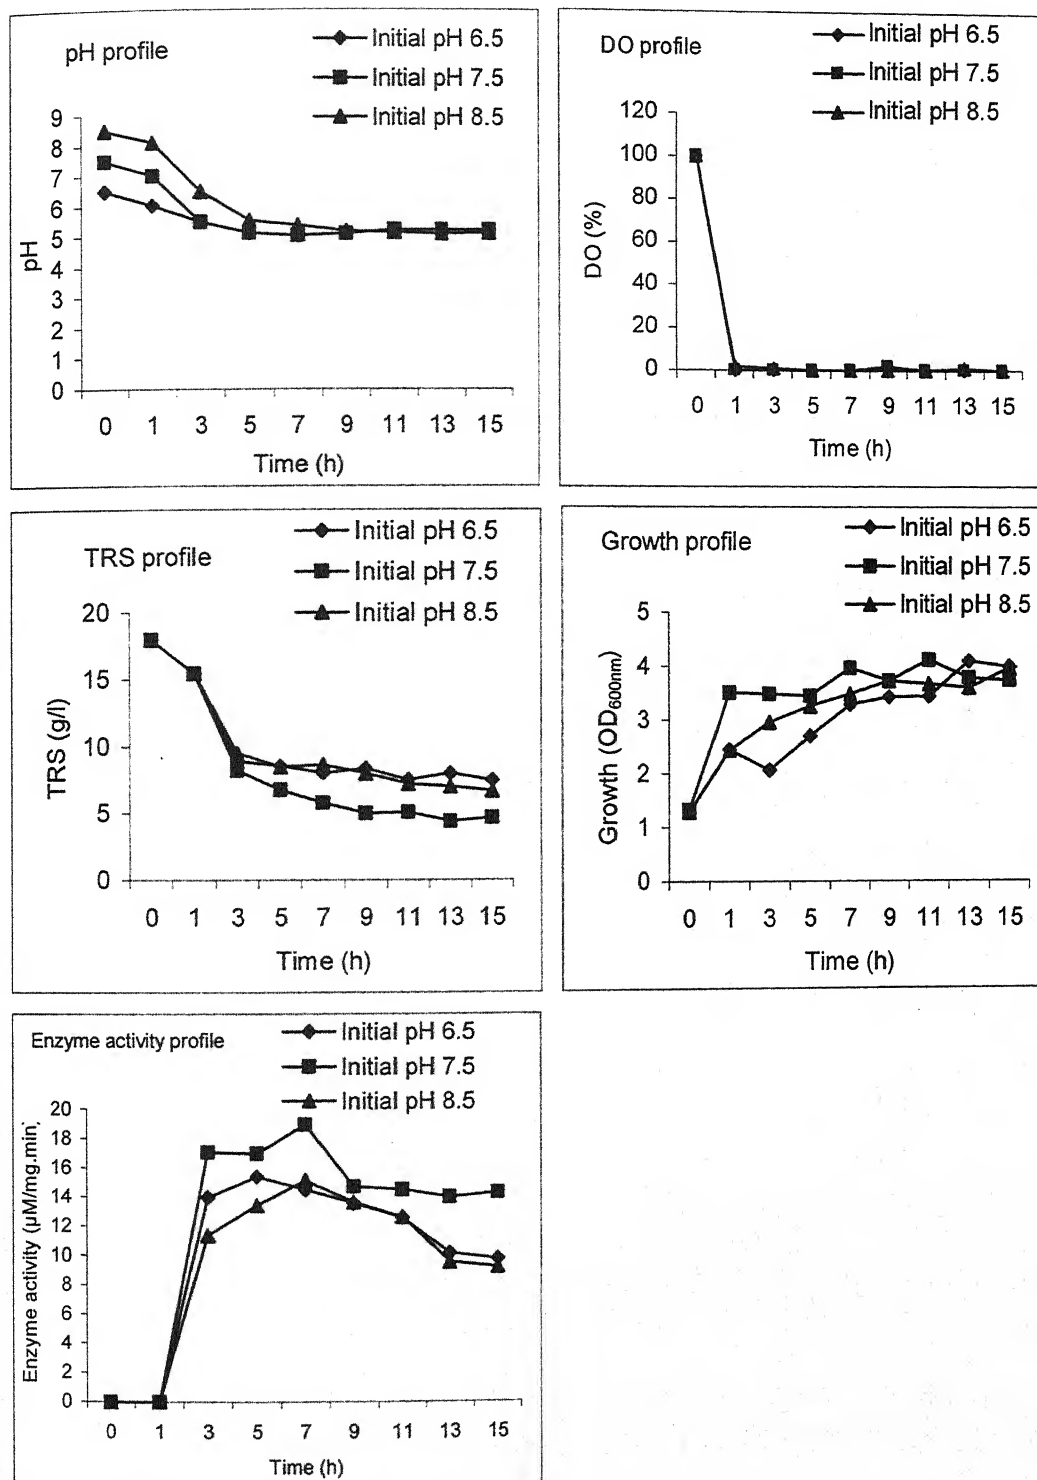 pH profile
Initial pH 6.5
Initial pH 7.5
Initial pH 8.5
9
8
7
6
5
4
3
2
1
0
pH
0 1 3 5 7 9 11 13 15
Time (h)
DO profile
Initial pH 6.5
Initial pH 7.5
Initial pH 8.5
120
100
80
60
40
20
0
DO (%)
0 1 3 5 7 9 11 13 15
Time (h)
TRS profile
Initial pH 6.5
Initial pH 7.5
Initial pH 8.5
20
15
10
5
0
TRS (g/l)
0 1 3 5 7 9 11 13 15
Time (h)
Growth profile
Initial pH 6.5
Initial pH 7.5
Initial pH 8.5
5
4
3
2
1
0
Growth (OD600nm)
0 1 3 5 7 9 11 13 15
Time (h)
Enzyme activity profile
Initial pH 6.5
Initial pH 7.5
Initial pH 8.5
20
18
16
14
12
10
8
6
4
2
0
Enzyme activity (µM/mg.min)
0 1 3 5 7 9 11 13 15
Time (h)